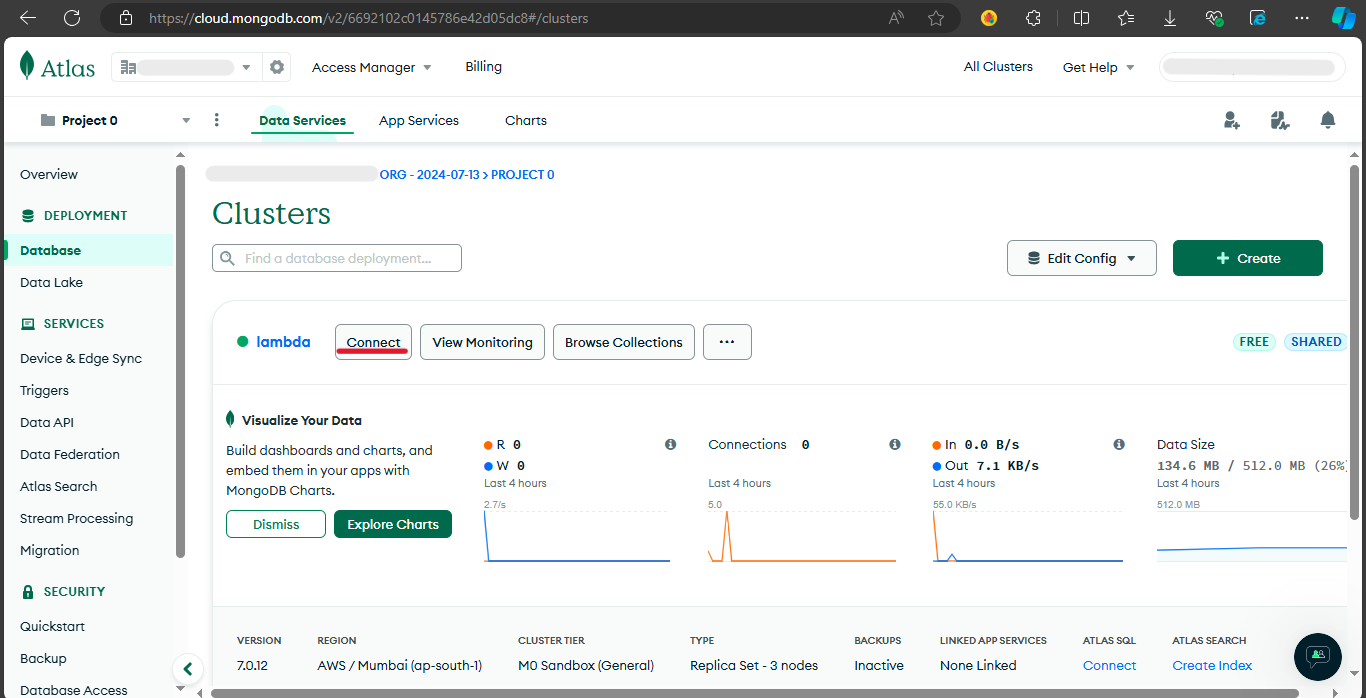 https://cloud.mongodb.com/v2/6692102c0145786e42d05dc8#/clusters
Atlas
Access Manager
Billing
All Clusters
Get Help
Project 0
Data Services
App Services
Charts
Overview
DEPLOYMENT
Database
Data Lake
SERVICES
Device & Edge Sync
Triggers
Data API
Data Federation
Atlas Search
Stream Processing
Migration
SECURITY
Quickstart
Backup
Database Access
ORG - 2024-07-13 > PROJECT 0
Clusters
Find a database deployment...
Edit Config
+ Create
lambda
Connect
View Monitoring
Browse Collections
...
FREE
SHARED
Visualize Your Data
Build dashboards and charts, and
embed them in your apps with
MongoDB Charts.
Dismiss
Explore Charts
R 0
W 0
Last 4 hours
2.7/s
Connections 0
Last 4 hours
5.0
In 0.0 B/s
Out 7.1 KB/s
Last 4 hours
55.0 KB/s
Data Size
134.6 MB / 512.0 MB (26%
Last 4 hours
512.0 MB
VERSION
7.0.12
REGION
AWS / Mumbai (ap-south-1)
CLUSTER TIER
M0 Sandbox (General)
TYPE
Replica Set - 3 nodes
BACKUPS
Inactive
LINKED APP SERVICES
None Linked
ATLAS SQL
Connect
ATLAS SEARCH
Create Index